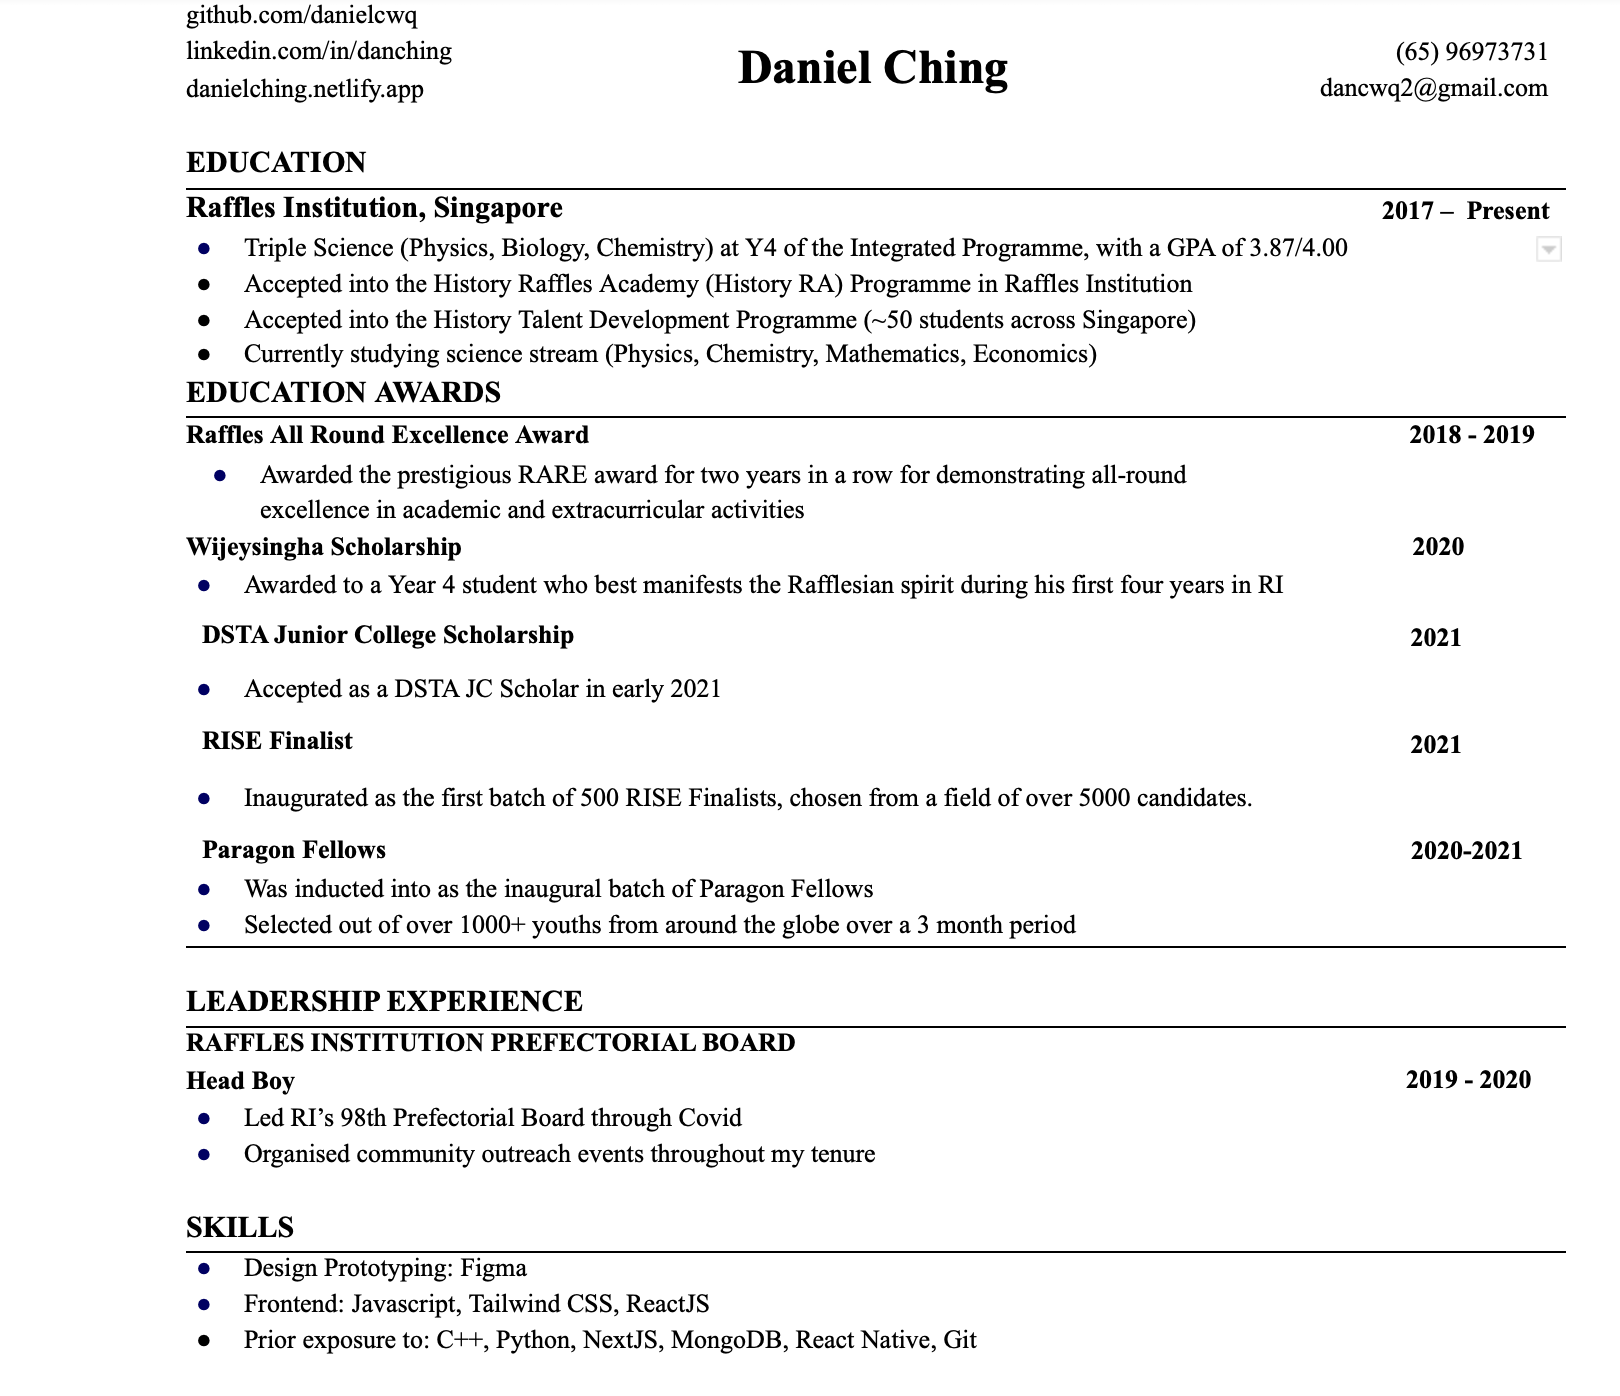 github.com/danielcwq
linkedin.com/in/danching
danielching.netlify.app
Daniel Ching
(65) 96973731
dancwq2@gmail.com
EDUCATION
Raffles Institution, Singapore 2017 – Present
● Triple Science (Physics, Biology, Chemistry) at Y4 of the Integrated Programme, with a GPA of 3.87/4.00
● Accepted into the History Raffles Academy (History RA) Programme in Raffles Institution
● Accepted into the History Talent Development Programme (~50 students across Singapore)
● Currently studying science stream (Physics, Chemistry, Mathematics, Economics)
EDUCATION AWARDS
Raffles All Round Excellence Award 2018 - 2019
● Awarded the prestigious RARE award for two years in a row for demonstrating all-round
excellence in academic and extracurricular activities
Wijeysingha Scholarship 2020
● Awarded to a Year 4 student who best manifests the Rafflesian spirit during his first four years in RI
DSTA Junior College Scholarship 2021
● Accepted as a DSTA JC Scholar in early 2021
RISE Finalist 2021
● Inaugurated as the first batch of 500 RISE Finalists, chosen from a field of over 5000 candidates.
Paragon Fellows 2020-2021
● Was inducted into as the inaugural batch of Paragon Fellows
● Selected out of over 1000+ youths from around the globe over a 3 month period
LEADERSHIP EXPERIENCE
RAFFLES INSTITUTION PREFECTORIAL BOARD
Head Boy 2019 - 2020
● Led RI’s 98th Prefectorial Board through Covid
● Organised community outreach events throughout my tenure
SKILLS
● Design Prototyping: Figma
● Frontend: Javascript, Tailwind CSS, ReactJS
● Prior exposure to: C++, Python, NextJS, MongoDB, React Native, Git